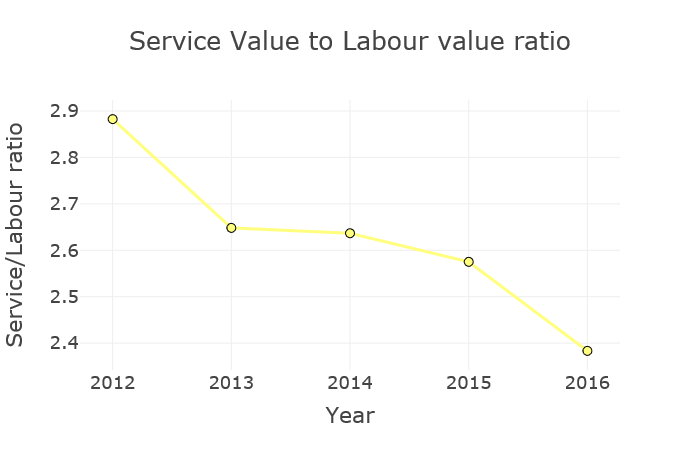 Service Value to Labour value ratio
Service/Labour ratio
2.9
2.8
2.7
2.6
2.5
2.4
2012 2013 2014 2015 2016
Year